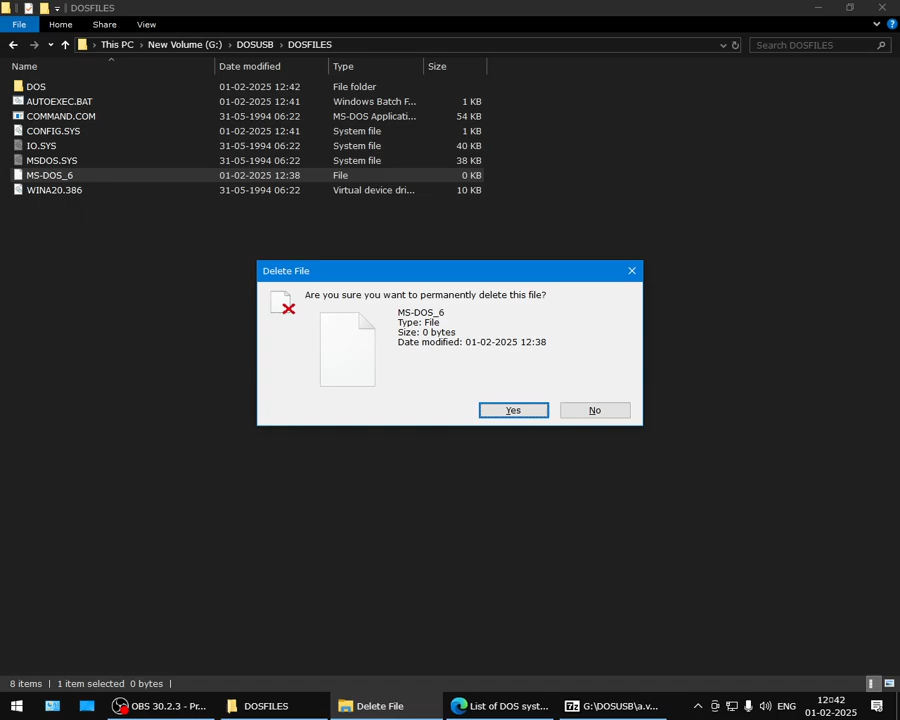 DOSFILES
File Home Share View
This PC New Volume (G:) DOSUSB DOSFILES
Search DOSFILES
Name Date modified Type Size
DOS 01-02-2025 12:42 File folder
AUTOEXEC.BAT 01-02-2025 12:41 Windows Batch F... 1 KB
COMMAND.COM 31-05-1994 06:22 MS-DOS Applicati... 54 KB
CONFIG.SYS 01-02-2025 12:41 System file 1 KB
IO.SYS 31-05-1994 06:22 System file 40 KB
MSDOS.SYS 31-05-1994 06:22 System file 38 KB
MS-DOS_6 01-02-2025 12:38 File 0 KB
WINA20.386 31-05-1994 06:22 Virtual device dri... 10 KB
Delete File
Are you sure you want to permanently delete this file?
MS-DOS_6
Type: File
Size: 0 bytes
Date modified: 01-02-2025 12:38
Yes No
8 items 1 item selected 0 bytes
OBS 30.2.3 - Pr... DOSFILES Delete File List of DOS syst... G:\DOSUSB\a.v... ENG 12:42
01-02-2025